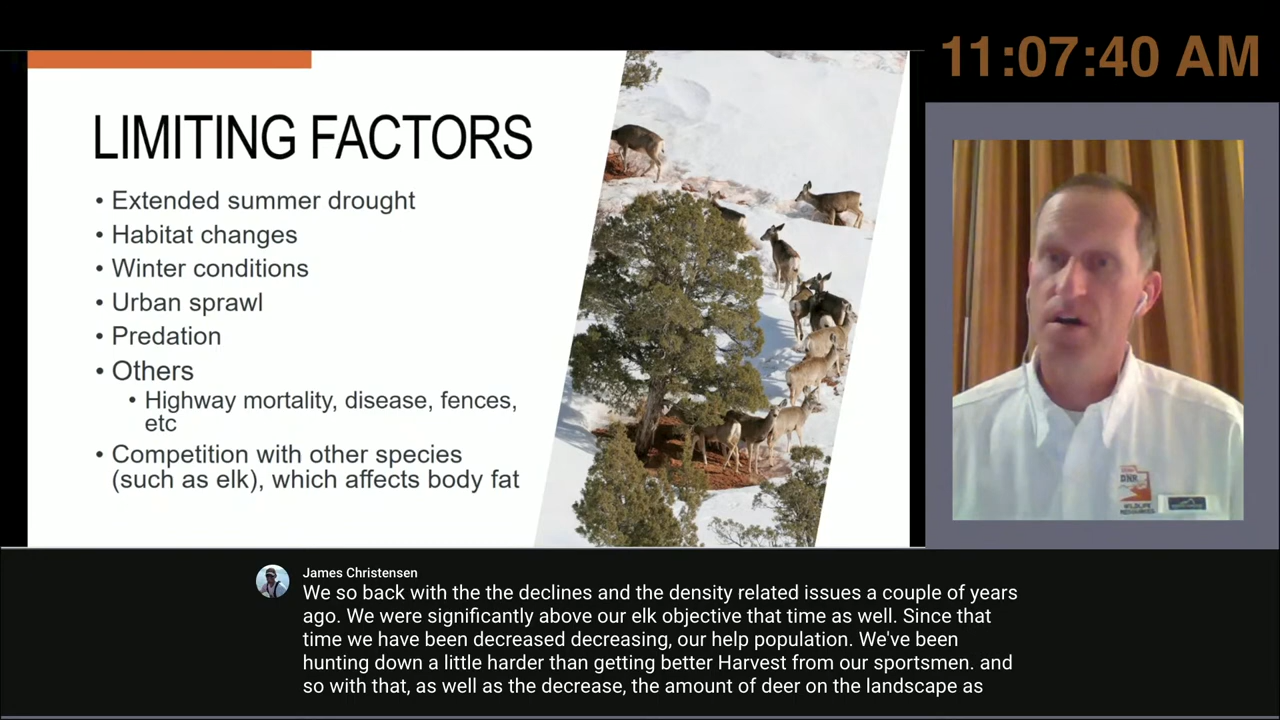 11:07:40 AM
LIMITING FACTORS
• Extended summer drought
• Habitat changes
• Winter conditions
• Urban sprawl
• Predation
• Others
• Highway mortality, disease, fences,
etc
• Competition with other species
(such as elk), which affects body fat
DNR
WILDLIFE
RESOURCES
James Christensen
We so back with the the declines and the density related issues a couple of years
ago. We were significantly above our elk objective that time as well. Since that
time we have been decreased decreasing, our help population. We've been
hunting down a little harder than getting better Harvest from our sportsmen. and
so with that, as well as the decrease, the amount of deer on the landscape as